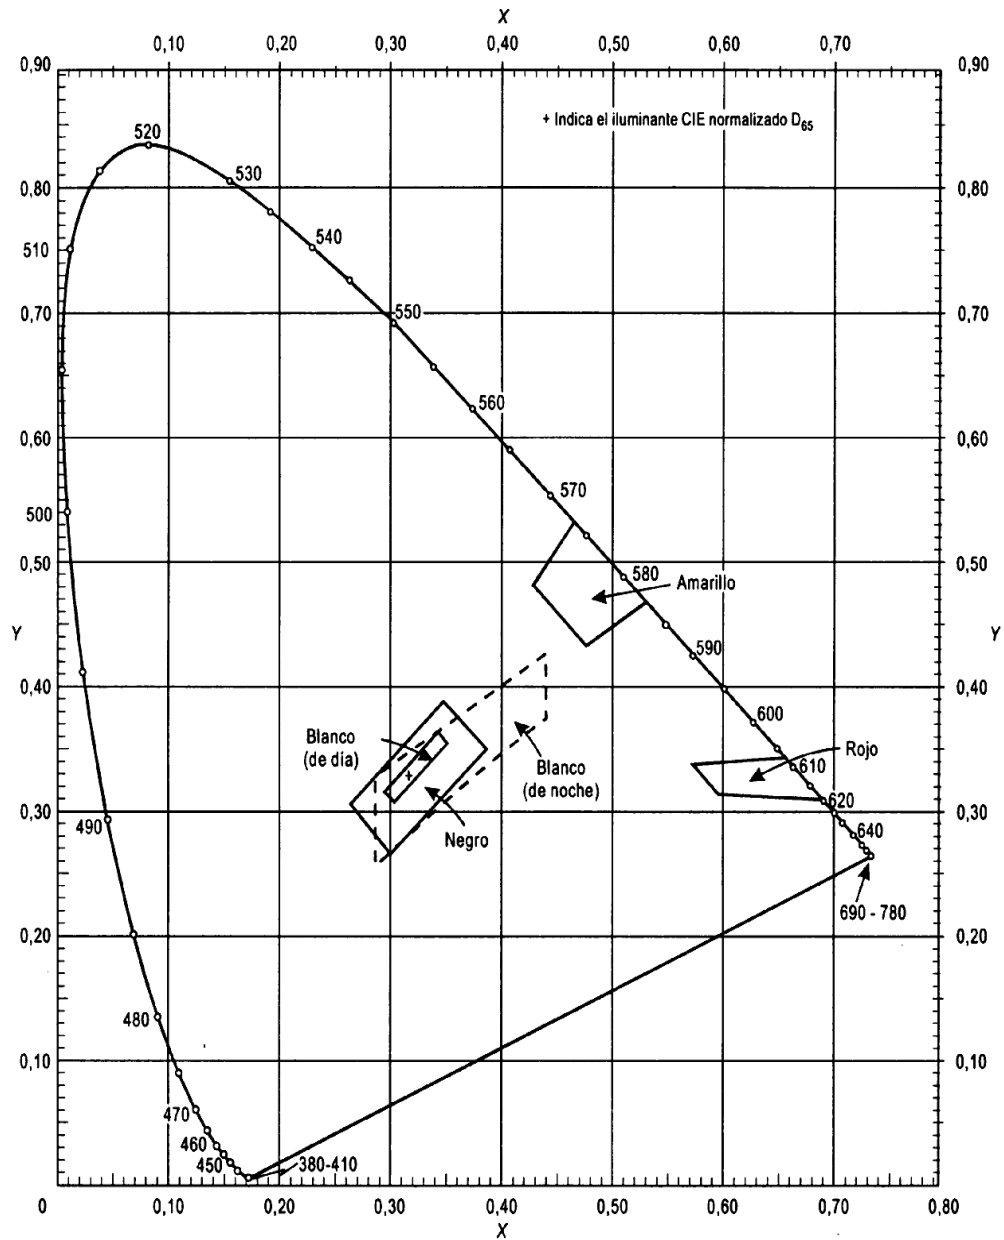 X
0,10 0,20 0,30 0,40 0,50 0,60 0,70
0,90 0,90
+ Indica el iluminante CIE normalizado D65
520
530
0,80 0,80
540
510
0,70 550 0,70
560
0,60 0,60
570
500
0,50 0,50
580
Amarillo
Y Y
590
0,40 0,40
600
Blanco
(de día)
Rojo
610
Blanco
(de noche)
0,30 620 0,30
490
640
Negro
690 - 780
0,20 0,20
480
0,10 0,10
470
460
450 380-410
0 0,10 0,20 0,30 0,40 0,50 0,60 0,70 0,80
X